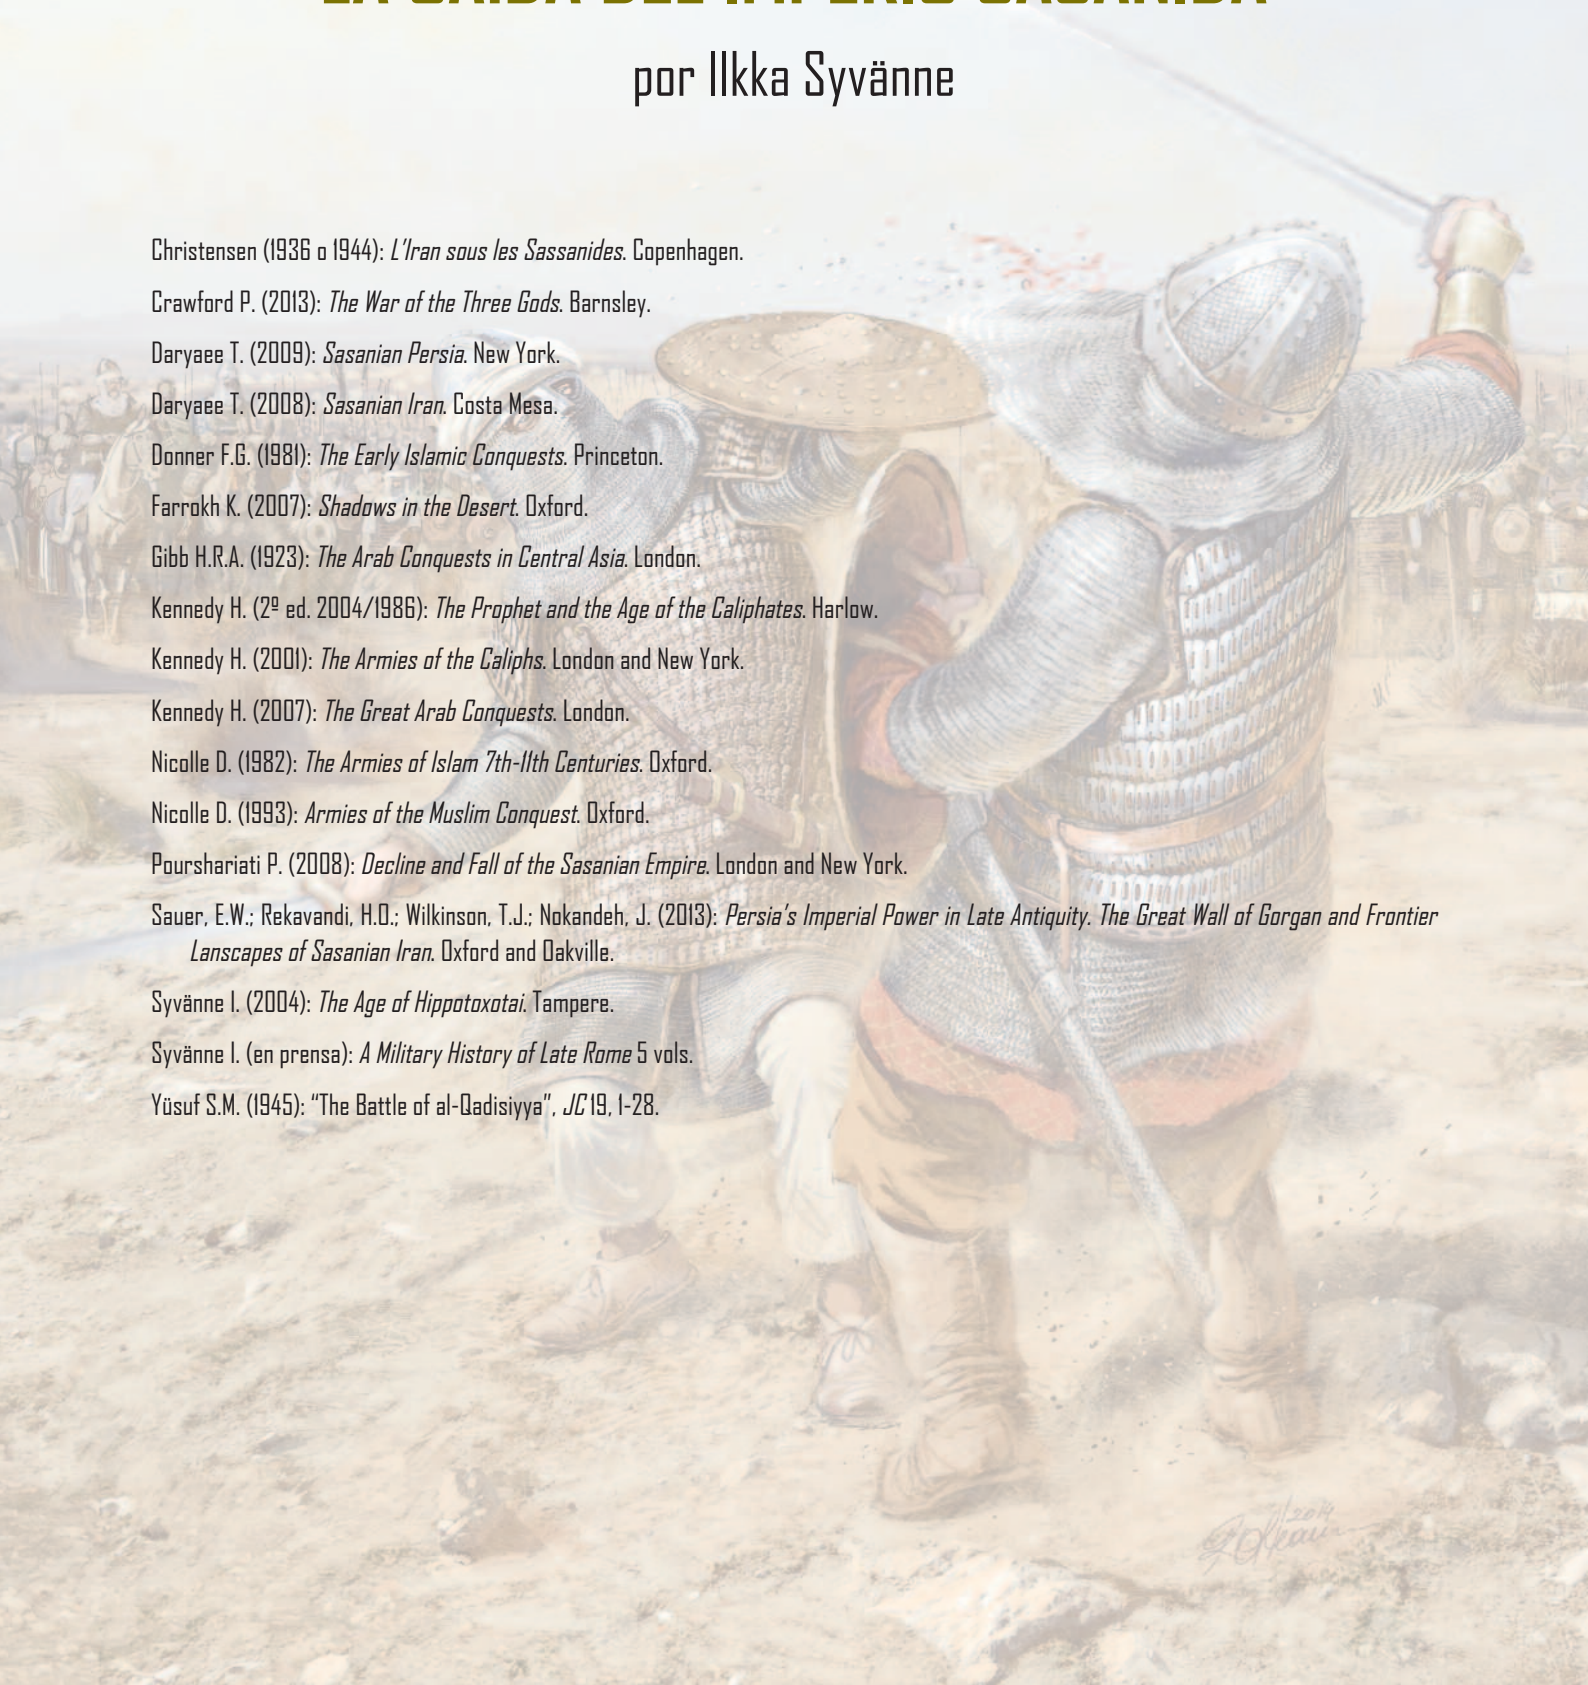 LA CAÍDA DEL IMPERIO SASÁNIDA
por Ilkka Syvänne
Christensen (1936 o 1944): L'Iran sous les Sassanides. Copenhagen.
Crawford P. (2013): The War of the Three Gods. Barnsley.
Daryaee T. (2009): Sasanian Persia. New York.
Daryaee T. (2008): Sasanian Iran. Costa Mesa.
Donner F.G. (1981): The Early Islamic Conquests. Princeton.
Farrokh K. (2007): Shadows in the Desert. Oxford.
Gibb H.R.A. (1923): The Arab Conquests in Central Asia. London.
Kennedy H. (2º ed. 2004/1986): The Prophet and the Age of the Caliphates. Harlow.
Kennedy H. (2001): The Armies of the Caliphs. London and New York.
Kennedy H. (2007): The Great Arab Conquests. London.
Nicolle D. (1982): The Armies of Islam 7th-11th Centuries. Oxford.
Nicolle D. (1993): Armies of the Muslim Conquest. Oxford.
Pourshariati P. (2008): Decline and Fall of the Sasanian Empire. London and New York.
Sauer, E.W.; Rekavandi, H.O.; Wilkinson, T.J.; Nokandeh, J. (2013): Persia's Imperial Power in Late Antiquity. The Great Wall of Gorgan and Frontier
Lanscapes of Sasanian Iran. Oxford and Oakville.
Syvänne I. (2004): The Age of Hippotoxotai. Tampere.
Syvänne I. (en prensa): A Military History of Late Rome 5 vols.
Yüsuf S.M. (1945): “The Battle of al-Qadisiyya”, JC 19, 1-28.
2014